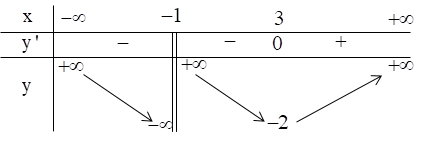 x −∞ −1 3 +∞
y' − − 0 +
+∞ +∞ +∞
y
−∞ −2